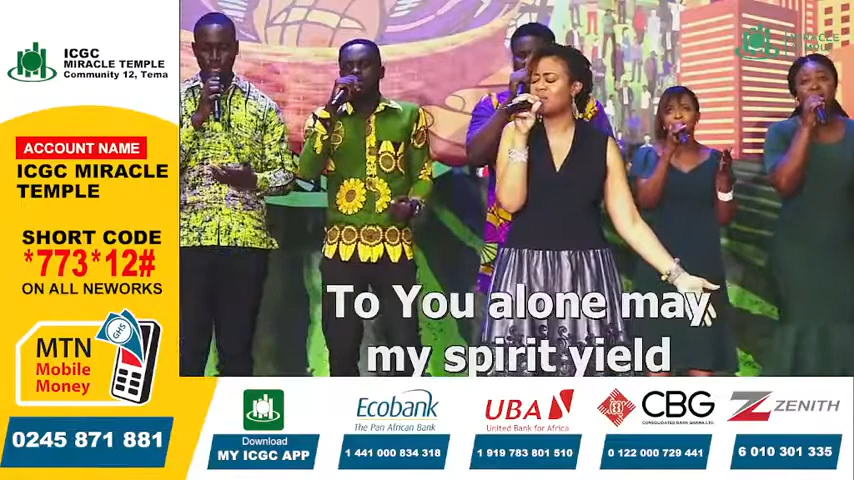 ICGC
MIRACLE TEMPLE
Community 12, Tema
ACCOUNT NAME
ICGC MIRACLE
TEMPLE
SHORT CODE
*773*12#
ON ALL NEWORKS
GHS
MTN
Mobile
Money
0245 871 881
MIRACLE
TEMPLE
To You alone may
my spirit yield
Download
MY ICGC APP
Ecobank
The Pan African Bank
1 441 000 834 318
UBA
United Bank for Africa
1 919 783 801 510
CBG
CONSOLIDATED BANK GHANA LTD.
0 122 000 729 441
ZENITH
6 010 301 335